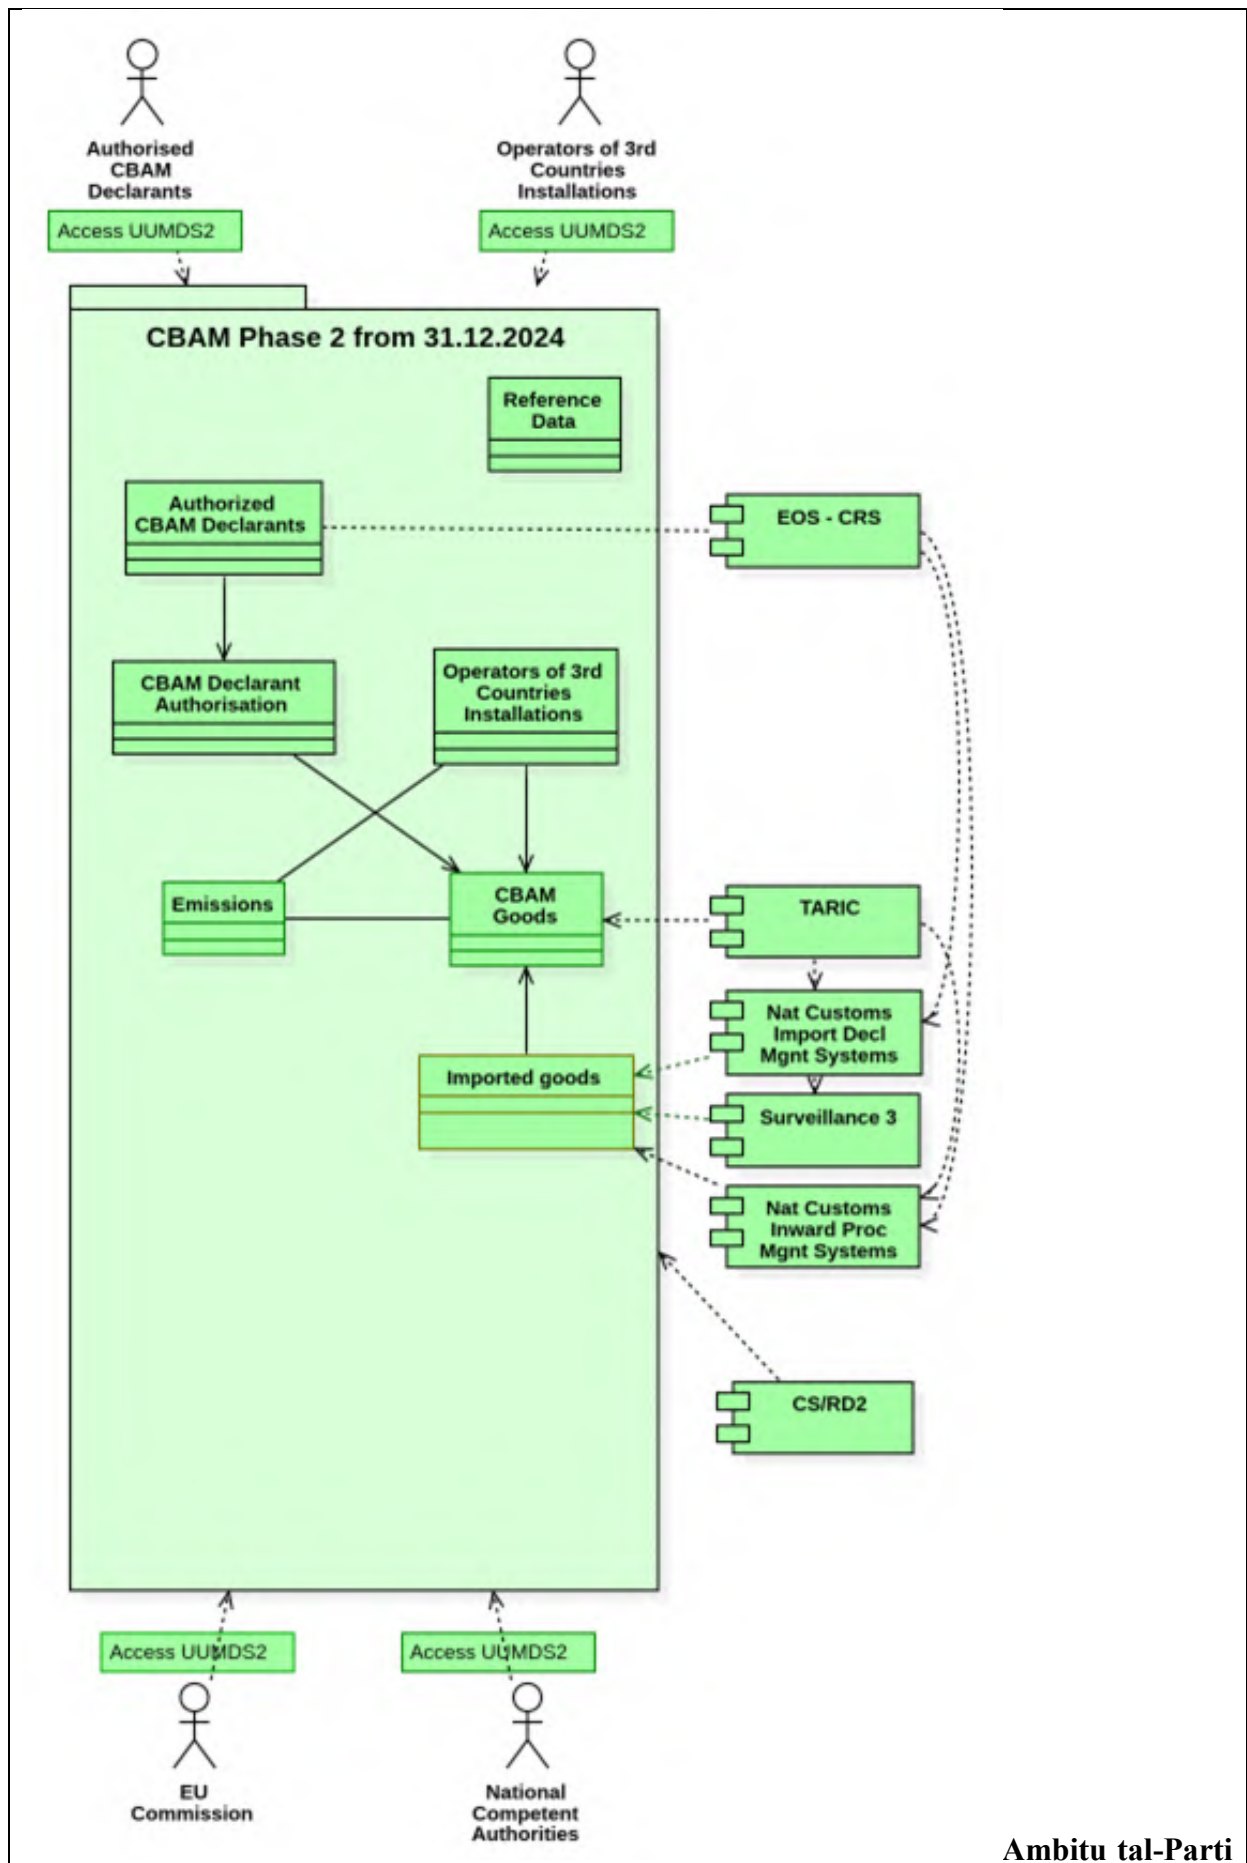 Authorised
CBAM
Declarants
Operators of 3rd
Countries
Installations
Access UUMDS2
Access UUMDS2
CBAM Phase 2 from 31.12.2024
Reference
Data
Authorized
CBAM Declarants
EOS - CRS
CBAM Declarant
Authorisation
Operators of 3rd
Countries
Installations
Emissions
CBAM
Goods
TARIC
Nat Customs
Import Decl
Mgnt Systems
Imported goods
Surveillance 3
Nat Customs
Inward Proc
Mgnt Systems
CS/RD2
Access UUMDS2
Access UUMDS2
EU
Commission
National
Competent
Authorities
Ambitu tal-Parti